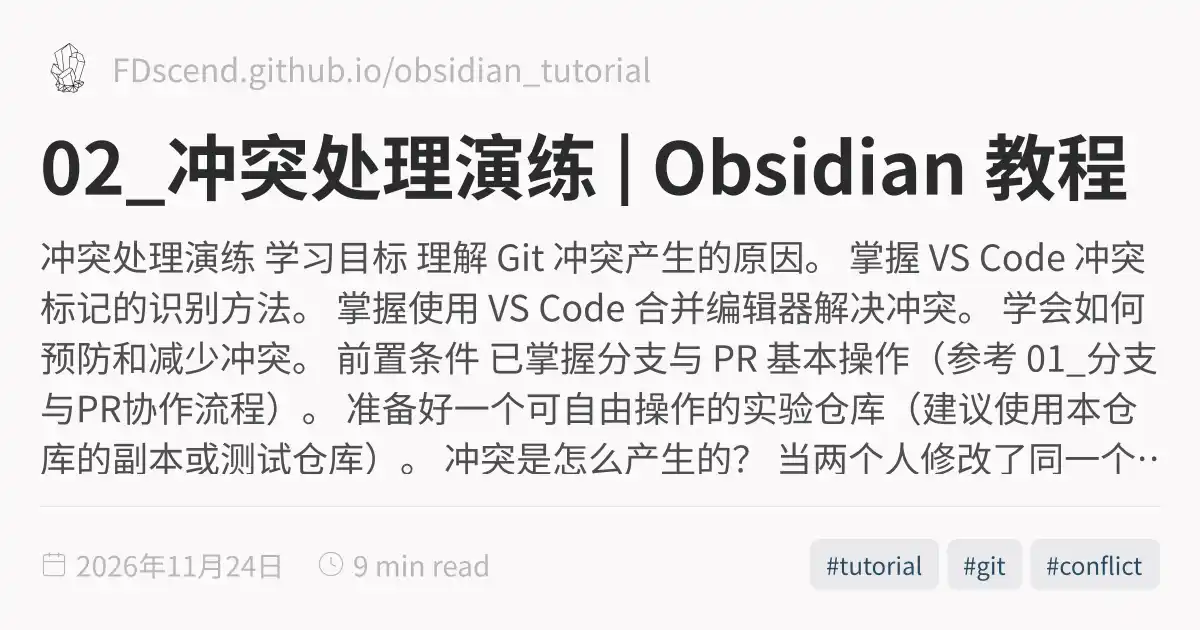 FDscend.github.io/obsidian_tutorial
02_冲突处理演练 | Obsidian 教程
冲突处理演练 学习目标 理解 Git 冲突产生的原因。 掌握 VS Code 冲突
标记的识别方法。 掌握使用 VS Code 合并编辑器解决冲突。 学会如何
预防和减少冲突。 前置条件 已掌握分支与 PR 基本操作（参考 01_分支
与PR协作流程）。 准备好一个可自由操作的实验仓库（建议使用本仓
库的副本或测试仓库）。 冲突是怎么产生的？ 当两个人修改了同一个…
2026年11月24日 9 min read #tutorial #git #conflict